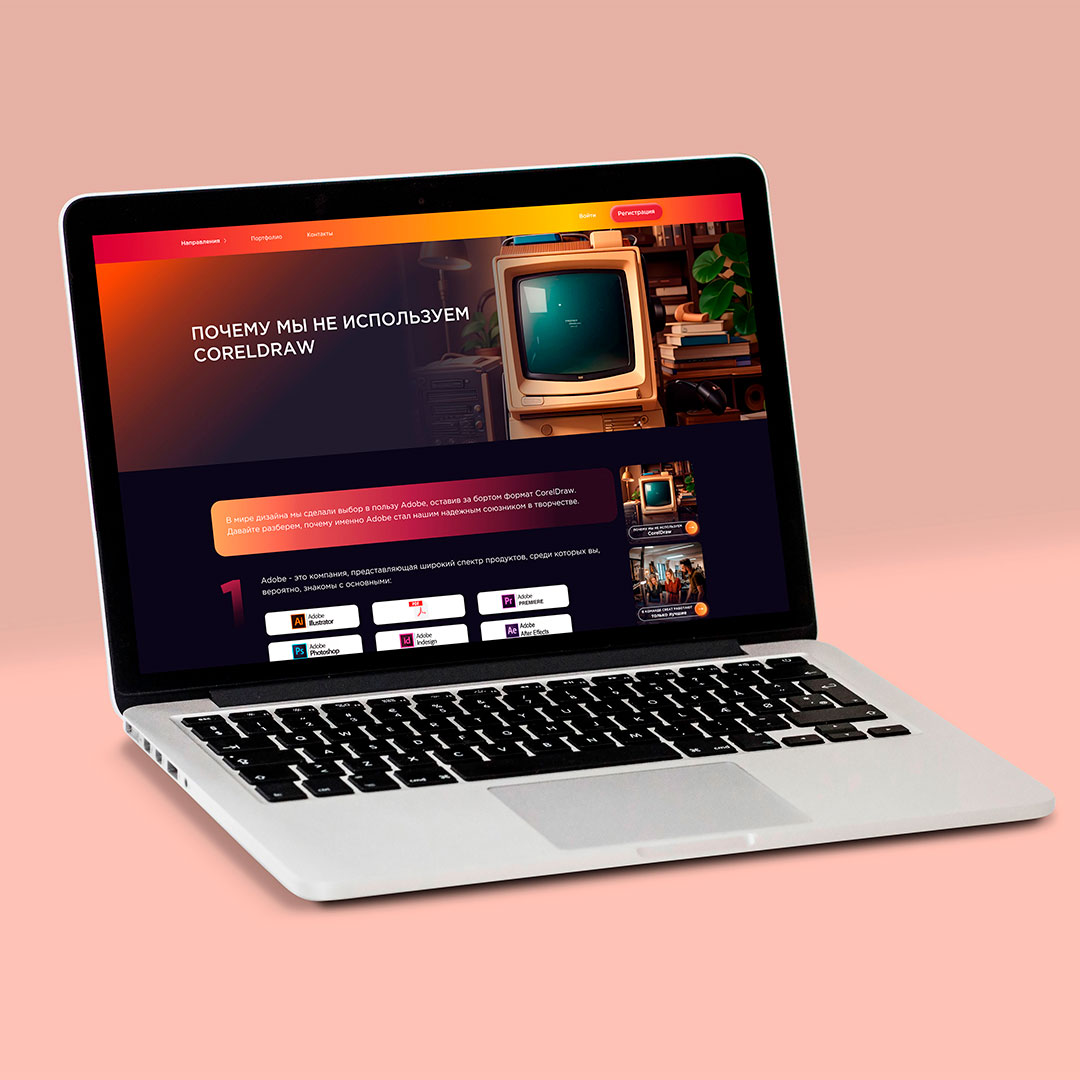 Направления
Портфолио
Контакты
Войти
Регистрация
ПОЧЕМУ МЫ НЕ ИСПОЛЬЗУЕМ
CORELDRAW
В мире дизайна мы сделали выбор в пользу Adobe, оставив за бортом формат CorelDraw.
Давайте разберем, почему именно Adobe стал нашим надежным союзником в творчестве.
ПОЧЕМУ МЫ НЕ ИСПОЛЬЗУЕМ
CorelDraw
1
Adobe - это компания, представляющая широкий спектр продуктов, среди которых вы,
вероятно, знакомы с основными:
Ai Adobe
Illustrator
PDF
Pr Adobe
PREMIERE
В КОМАНДЕ CREAT РАБОТАЮТ
только лучшие
Ps Adobe
Photoshop
Id Adobe
Indesign
Ae Adobe
After Effects
Q W E R T Y U I O P
A S D F G H J K L
Z X C V B N M
cmd
cmd